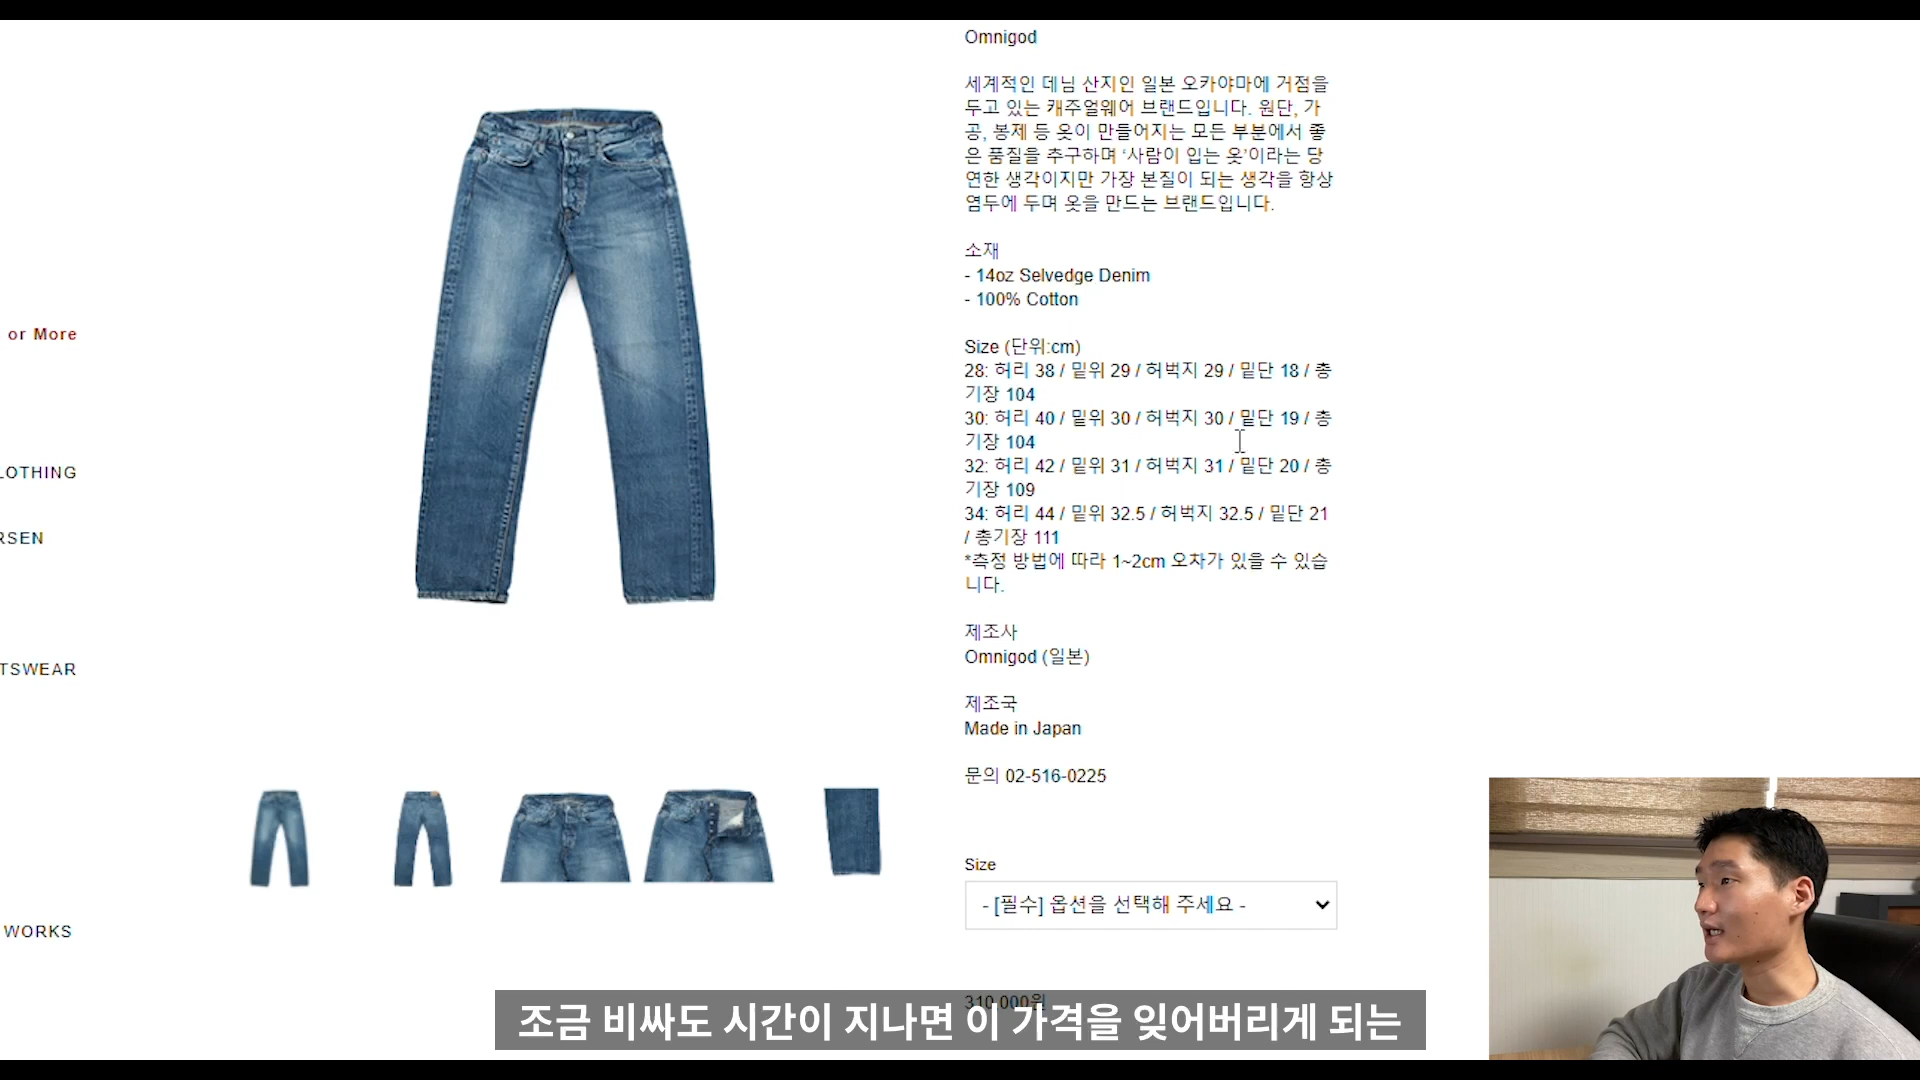 Omnigod
세계적인 데님 산지인 일본 오카야마에 거점을
두고 있는 캐주얼웨어 브랜드입니다. 원단, 가
공, 봉제 등 옷이 만들어지는 모든 부분에서 좋
은 품질을 추구하며 ‘사람이 입는 옷’이라는 당
연한 생각이지만 가장 본질이 되는 생각을 항상
염두에 두며 옷을 만드는 브랜드입니다.
소재
- 14oz Selvedge Denim
- 100% Cotton
Size (단위:cm)
28: 허리 38 / 밑위 29 / 허벅지 29 / 밑단 18 / 총
기장 104
30: 허리 40 / 밑위 30 / 허벅지 30 / 밑단 19 / 총
기장 104
32: 허리 42 / 밑위 31 / 허벅지 31 / 밑단 20 / 총
기장 109
34: 허리 44 / 밑위 32.5 / 허벅지 32.5 / 밑단 21
/ 총기장 111
*측정 방법에 따라 1~2cm 오차가 있을 수 있습
니다.
제조사
Omnigod (일본)
제조국
Made in Japan
문의 02-516-0225
Size
- [필수] 옵션을 선택해 주세요 -
310,000원
or More
LOTHING
RSEN
TSWEAR
WORKS
조금 비싸도 시간이 지나면 이 가격을 잊어버리게 되는